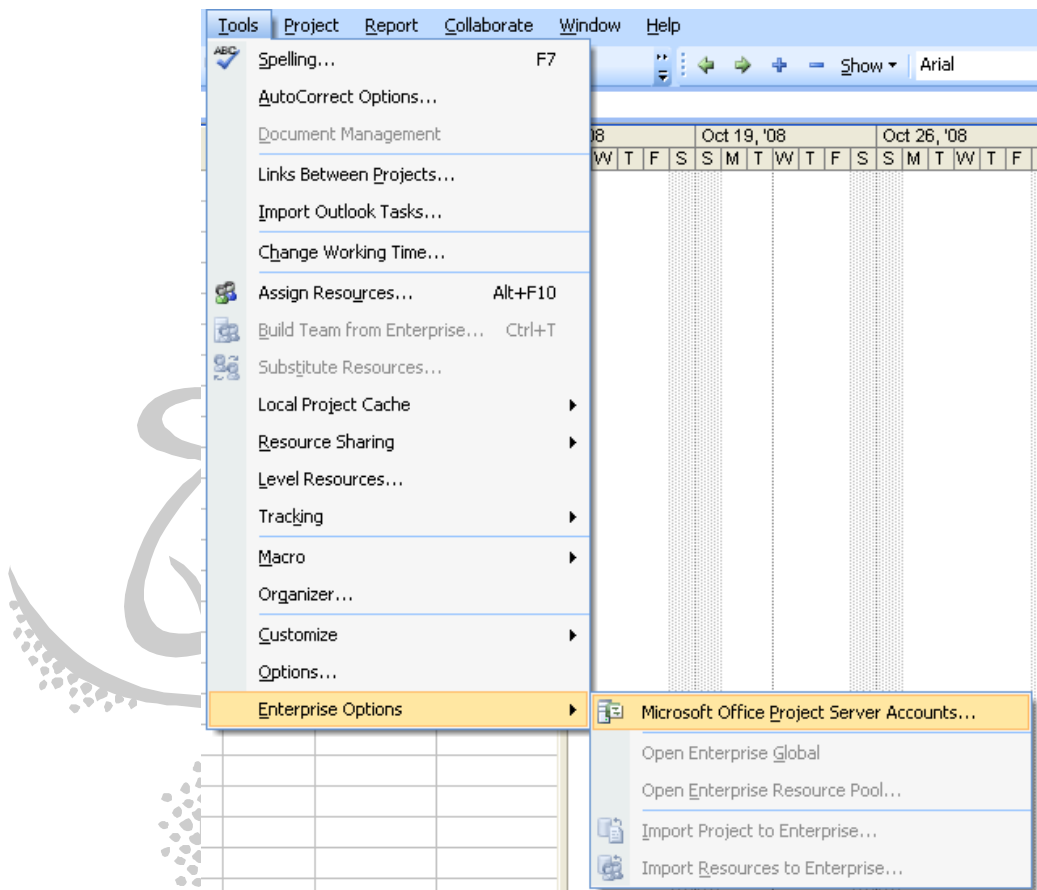 Tools Project Report Collaborate Window Help
ABC Spelling... F7
Show Arial
AutoCorrect Options...
Document Management
Links Between Projects...
Import Outlook Tasks...
Change Working Time...
Assign Resources... Alt+F10
Build Team from Enterprise... Ctrl+T
Substitute Resources...
Local Project Cache
Resource Sharing
Level Resources...
Tracking
Macro
Organizer...
Customize
Options...
Enterprise Options
08 Oct 19, '08 Oct 26, '08
W T F S S M T W T F S S M T W T F
Microsoft Office Project Server Accounts...
Open Enterprise Global
Open Enterprise Resource Pool...
Import Project to Enterprise...
Import Resources to Enterprise...